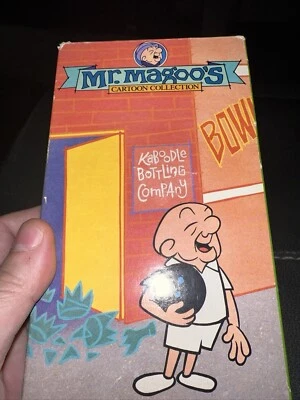 Mr. Magoo's
CARTOON COLLECTION
BOW
KABOODLE
BOTTLING
COMPANY